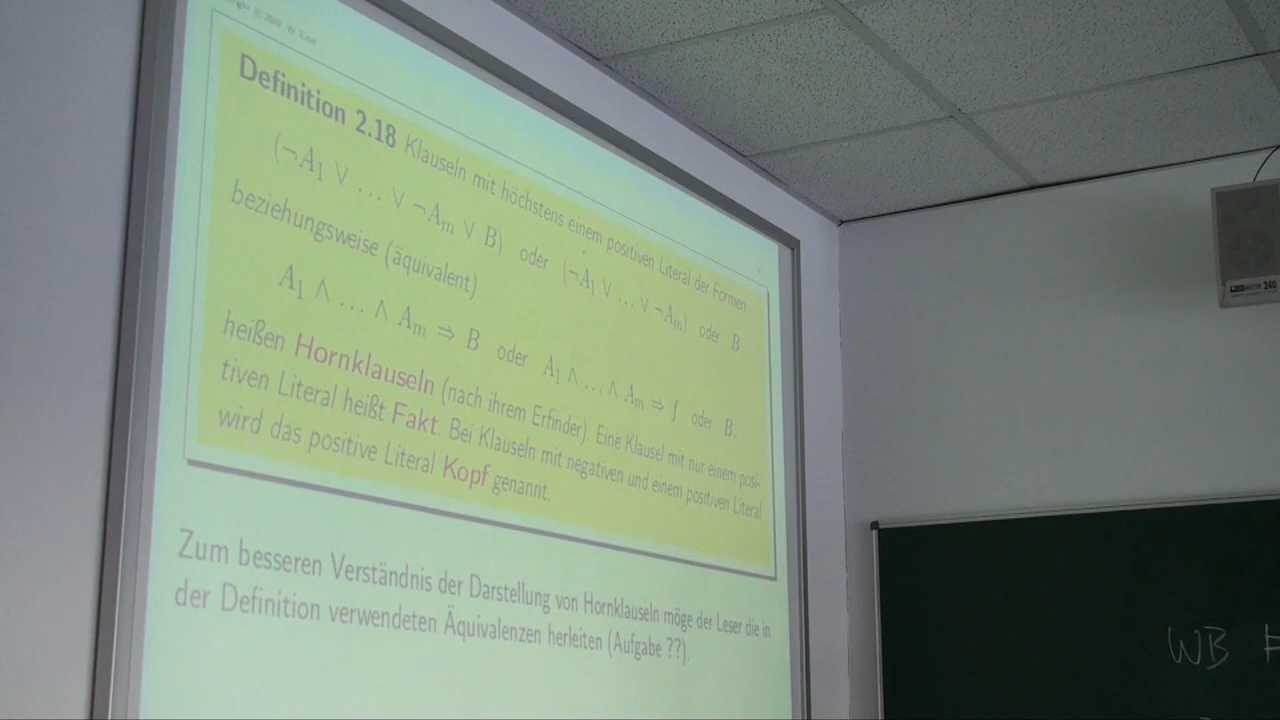 Definition 2.18 Klauseln mit höchstens einem positiven Literal der Formen
(¬A₁ ∨ … ∨ ¬Aₘ ∨ B) oder (¬A₁ ∨ … ∨ ¬Aₘ) oder B
beziehungsweise (äquivalent)
A₁ ∧ … ∧ Aₘ ⇒ B oder A₁ ∧ … ∧ Aₘ ⇒ f oder B.
heißen Hornklauseln (nach ihrem Erfinder). Eine Klausel mit nur einem posi-
tiven Literal heißt Fakt. Bei Klauseln mit negativen und einem positiven Literal
wird das positive Literal Kopf genannt.
Zum besseren Verständnis der Darstellung von Hornklauseln möge der Leser die in
der Definition verwendeten Äquivalenzen herleiten (Aufgabe ??).
240
WB